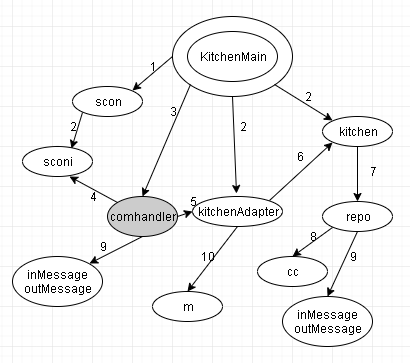 KitchenMain
1
scon
3
2
2
2
kitchen
sconi
6
4
5
7
comhandler
kitchenAdapter
repo
9
10
8
9
inMessage
outMessage
cc
m
inMessage
outMessage